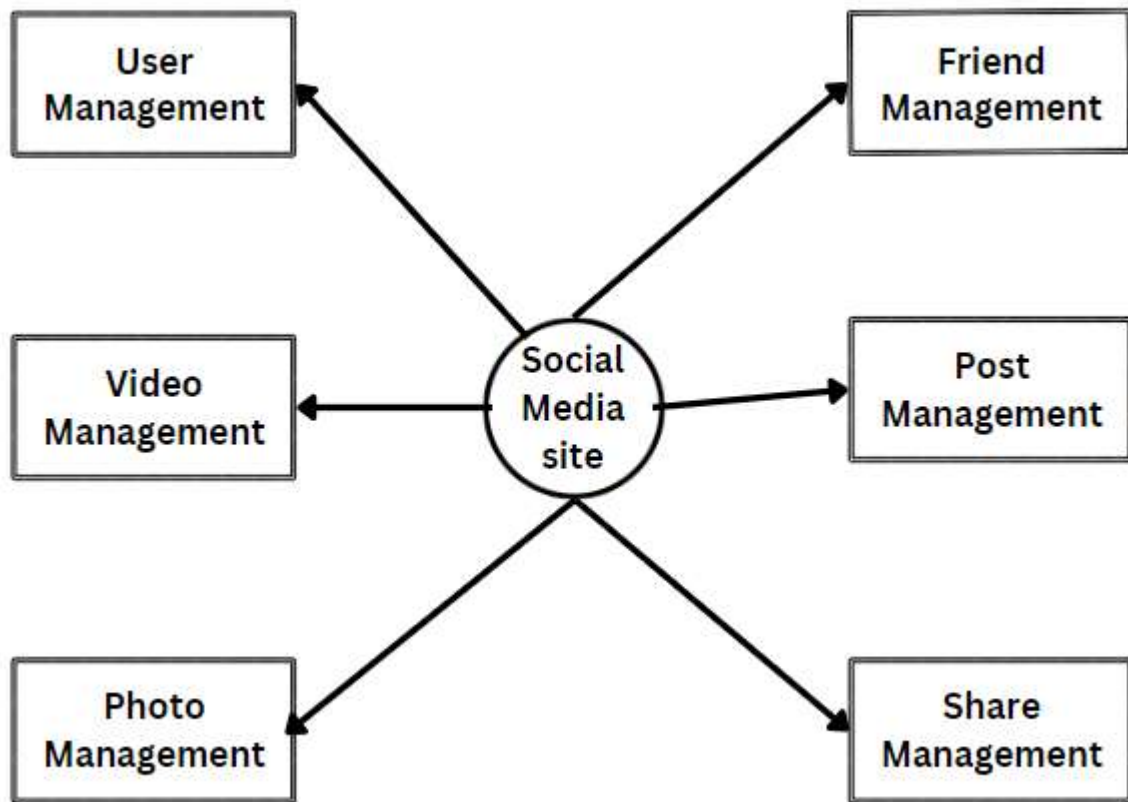 User
Management
Friend
Management
Video
Management
Social
Media
site
Post
Management
Photo
Management
Share
Management